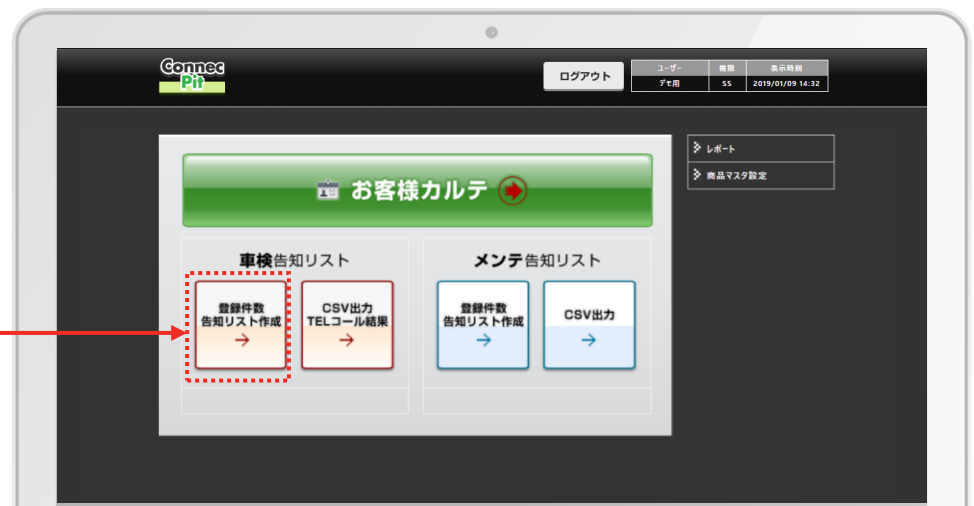 Connec
Pit
ログアウト
ユーザー 権限 表示時刻
デモ用 SS 2019/01/09 14:32
お客様カルテ
レポート
商品マスタ設定
車検告知リスト
メンテ告知リスト
登録件数
告知リスト作成
→
CSV出力
TELコール結果
→
登録件数
告知リスト作成
→
CSV出力
→